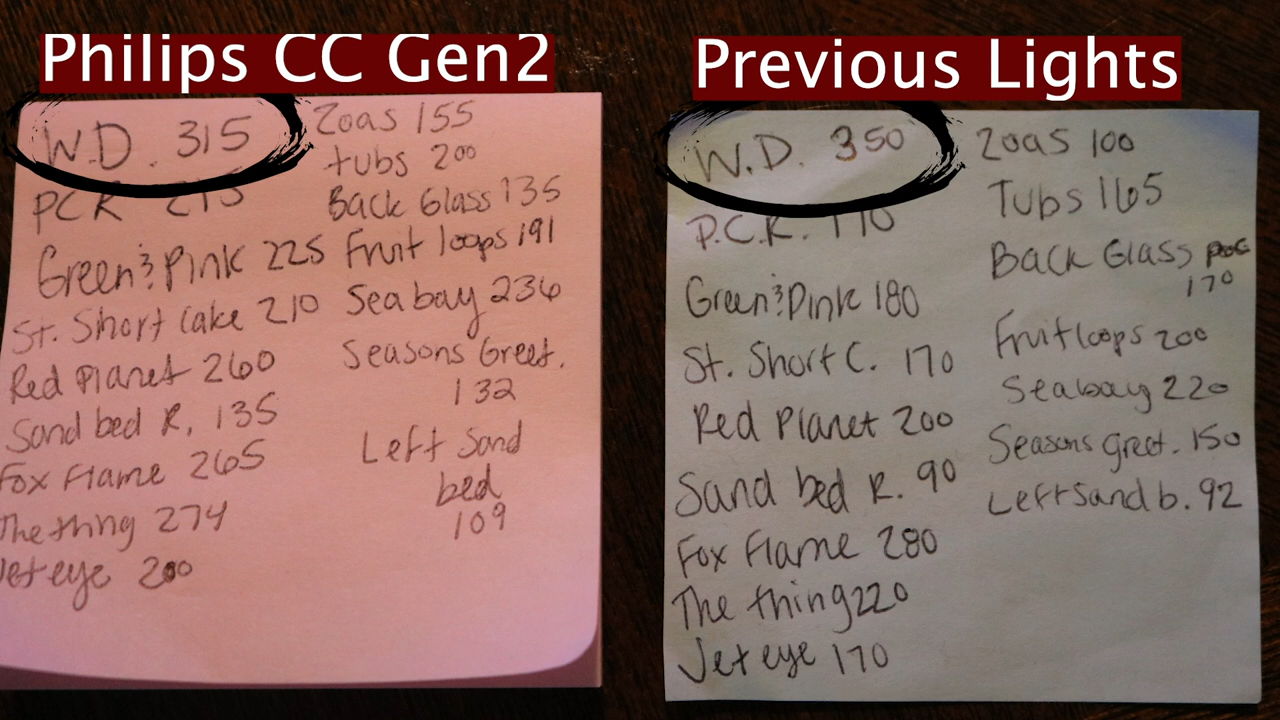 Philips CC Gen2
W.D. 315
PCR 215
Green & Pink 225
St. Short Cake 210
Red Planet 260
Sand bed R. 135
Fox Flame 265
The thing 274
Jet eye 200
Zoas 155
tubs 200
Back Glass 135
Fruit loops 191
Seabay 236
Seasons Greet.
132
Left Sand
bed
109
Previous Lights
W.D. 350
P.C.R. 170
Green & Pink 180
St. Short C. 170
Red Planet 200
Sand bed R. 90
Fox Flame 280
The thing 220
Jet eye 170
Zoas 100
Tubs 165
Back Glass
170
Fruit loops 200
Seabay 220
Seasons Greet. 150
Left Sand b. 92